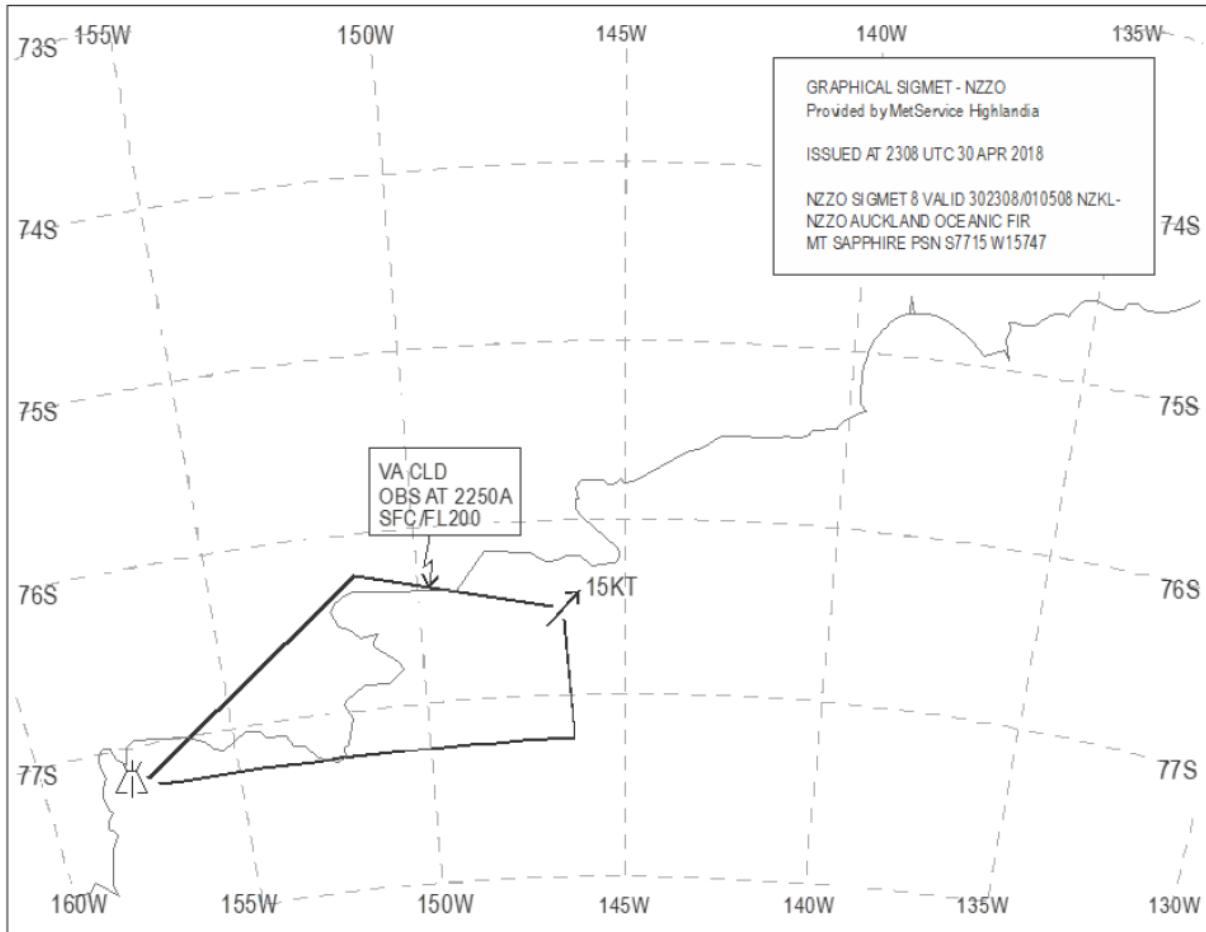 155W 150W 145W 140W 135W
73S
GRAPHICAL SIGMET - NZZO
Provided by MetService Highlandia
ISSUED AT 2308 UTC 30 APR 2018
NZZO SIGMET 8 VALID 302308/010508 NZKL-
NZZO AUCKLAND OCEANIC FIR
MT SAPPHIRE PSN S7715 W15747
74S 74S
75S 75S
VA CLD
OBS AT 2250A
SFC/FL200
76S 15KT 76S
77S 77S
160W 155W 150W 145W 140W 135W 130W